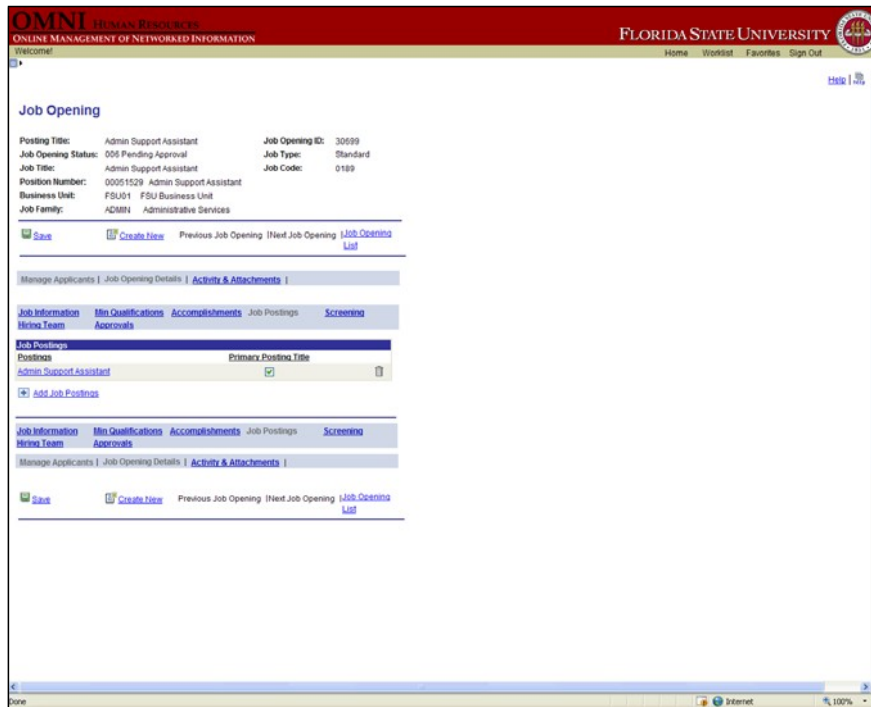 OMNI HUMAN RESOURCES
ONLINE MANAGEMENT OF NETWORKED INFORMATION
FLORIDA STATE UNIVERSITY
Welcome!
Home Worklist Favorites Sign Out
Help |
Job Opening
Posting Title: Admin Support Assistant Job Opening ID: 30699
Job Opening Status: 006 Pending Approval Job Type: Standard
Job Title: Admin Support Assistant Job Code: 0189
Position Number: 00051529 Admin Support Assistant
Business Unit: FSU01 FSU Business Unit
Job Family: ADMIN Administrative Services
Save Create New Previous Job Opening |Next Job Opening |Job Opening
List
Manage Applicants | Job Opening Details | Activity & Attachments |
Job Information Min Qualifications Accomplishments Job Postings Screening
Hiring Team Approvals
Job Postings
Postings Primary Posting Title
Admin Support Assistant
Add Job Postings
Job Information Min Qualifications Accomplishments Job Postings Screening
Hiring Team Approvals
Manage Applicants | Job Opening Details | Activity & Attachments |
Save Create New Previous Job Opening |Next Job Opening |Job Opening
List
Done Internet 100%